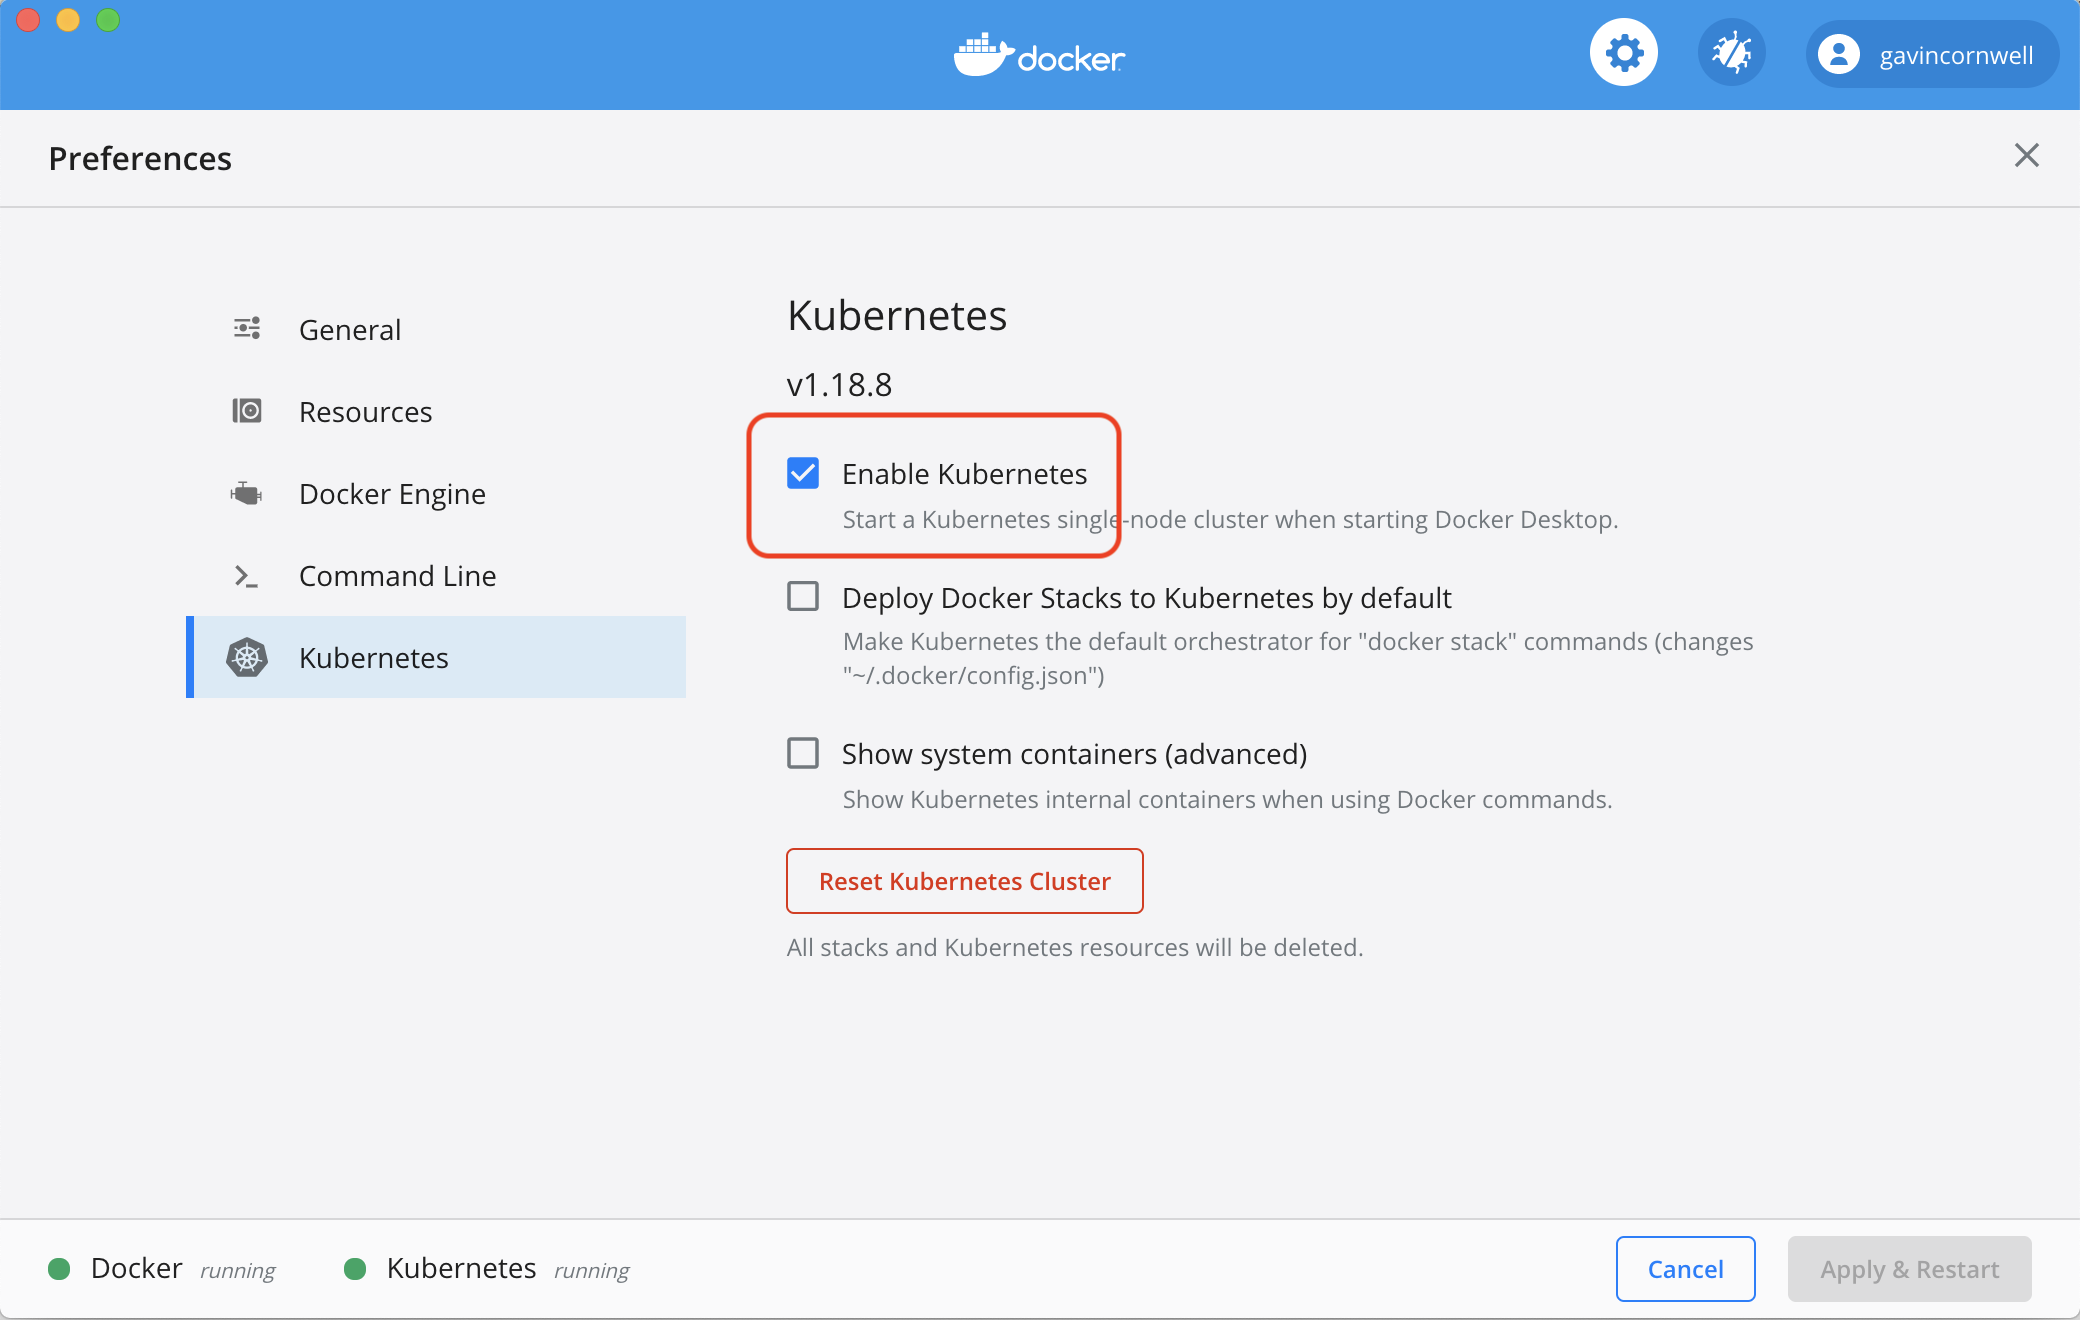 docker
gavincornwell
Preferences
General
Resources
Docker Engine
Command Line
Kubernetes
Kubernetes
v1.18.8
Enable Kubernetes
Start a Kubernetes single-node cluster when starting Docker Desktop.
Deploy Docker Stacks to Kubernetes by default
Make Kubernetes the default orchestrator for "docker stack" commands (changes
"~/.docker/config.json")
Show system containers (advanced)
Show Kubernetes internal containers when using Docker commands.
Reset Kubernetes Cluster
All stacks and Kubernetes resources will be deleted.
Docker running Kubernetes running Cancel Apply & Restart